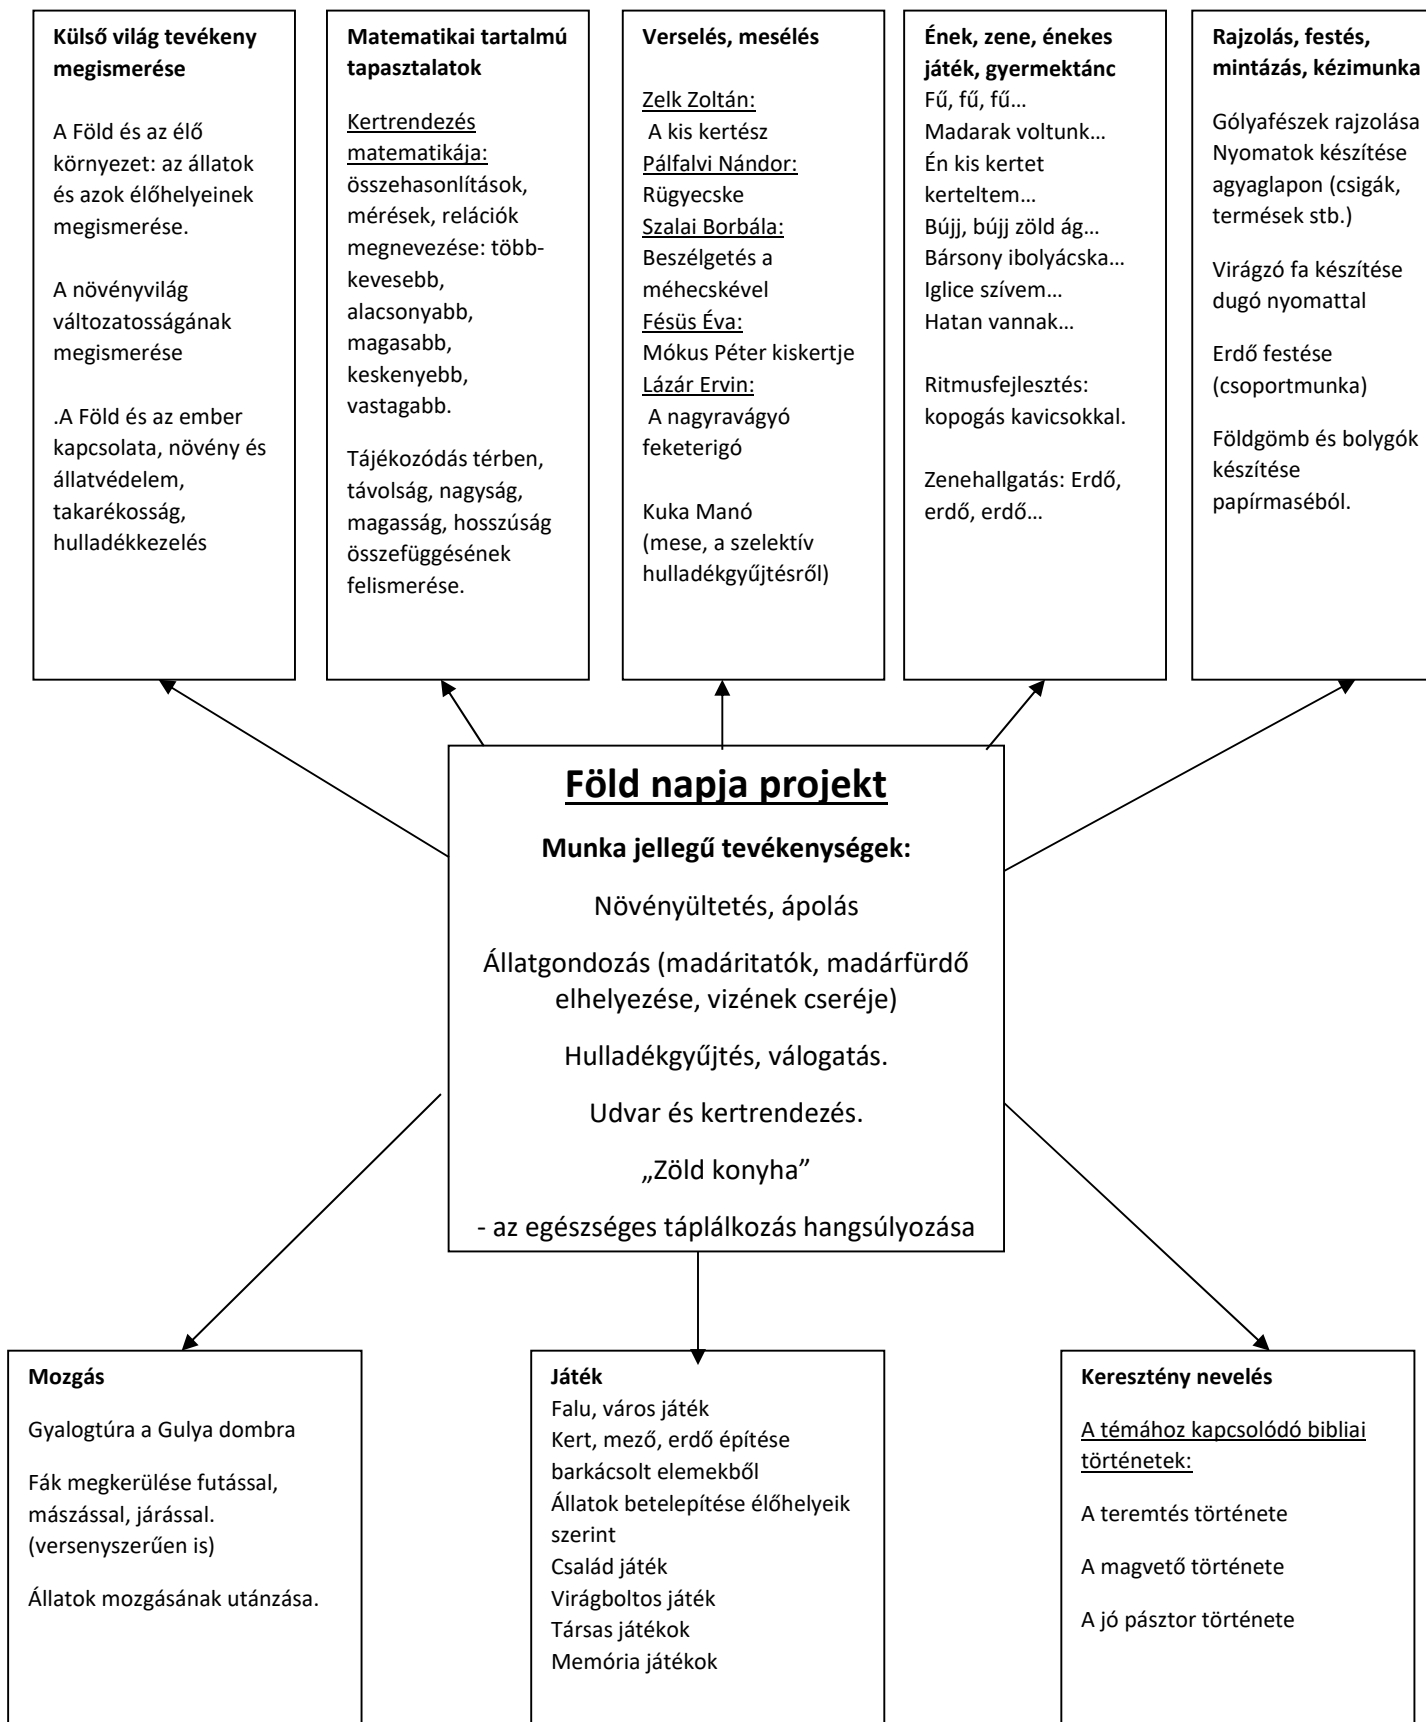 Külső világ tevékeny
megismerése
A Föld és az élő
környezet: az állatok
és azok élőhelyeinek
megismerése.
A növényvilág
változatosságának
megismerése
.A Föld és az ember
kapcsolata, növény és
állatvédelem,
takarékosság,
hulladékkezelés
Matematikai tartalmú
tapasztalatok
Kertrendezés
matematikája:
összehasonlítások,
mérések, relációk
megnevezése: több-
kevesebb,
alacsonyabb,
magasabb,
keskenyebb,
vastagabb.
Tájékozódás térben,
távolság, nagyság,
magasság, hosszúság
összefüggésének
felismerése.
Verselés, mesélés
Zelk Zoltán:
A kis kertész
Pálfalvi Nándor:
Rügyecske
Szalai Borbála:
Beszélgetés a
méhecskével
Fésüs Éva:
Mókus Péter kiskertje
Lázár Ervin:
A nagyravágyó
feketerigó
Kuka Manó
(mese, a szelektív
hulladékgyűjtésről)
Ének, zene, énekes
játék, gyermektánc
Fű, fű, fű…
Madarak voltunk…
Én kis kertet
kerteltem…
Bújj, bújj zöld ág…
Bársony ibolyácska…
Iglice szívem…
Hatan vannak…
Ritmusfejlesztés:
kopogás kavicsokkal.
Zenehallgatás: Erdő,
erdő, erdő…
Rajzolás, festés,
mintázás, kézimunka
Gólyafészek rajzolása
Nyomatok készítése
agyaglapon (csigák,
termések stb.)
Virágzó fa készítése
dugó nyomattal
Erdő festése
(csoportmunka)
Földgömb és bolygók
készítése
papírmaséból.
Föld napja projekt
Munka jellegű tevékenységek:
Növényültetés, ápolás
Állatgondozás (madáritatók, madárfürdő
elhelyezése, vizének cseréje)
Hulladékgyűjtés, válogatás.
Udvar és kertrendezés.
„Zöld konyha”
- az egészséges táplálkozás hangsúlyozása
Mozgás
Gyalogtúra a Gulya dombra
Fák megkerülése futással,
mászással, járással.
(versenyszerűen is)
Állatok mozgásának utánzása.
Játék
Falu, város játék
Kert, mező, erdő építése
barkácsolt elemekből
Állatok betelepítése élőhelyeik
szerint
Család játék
Virágboltos játék
Társas játékok
Memória játékok
Keresztény nevelés
A témához kapcsolódó bibliai
történetek:
A teremtés története
A magvető története
A jó pásztor története